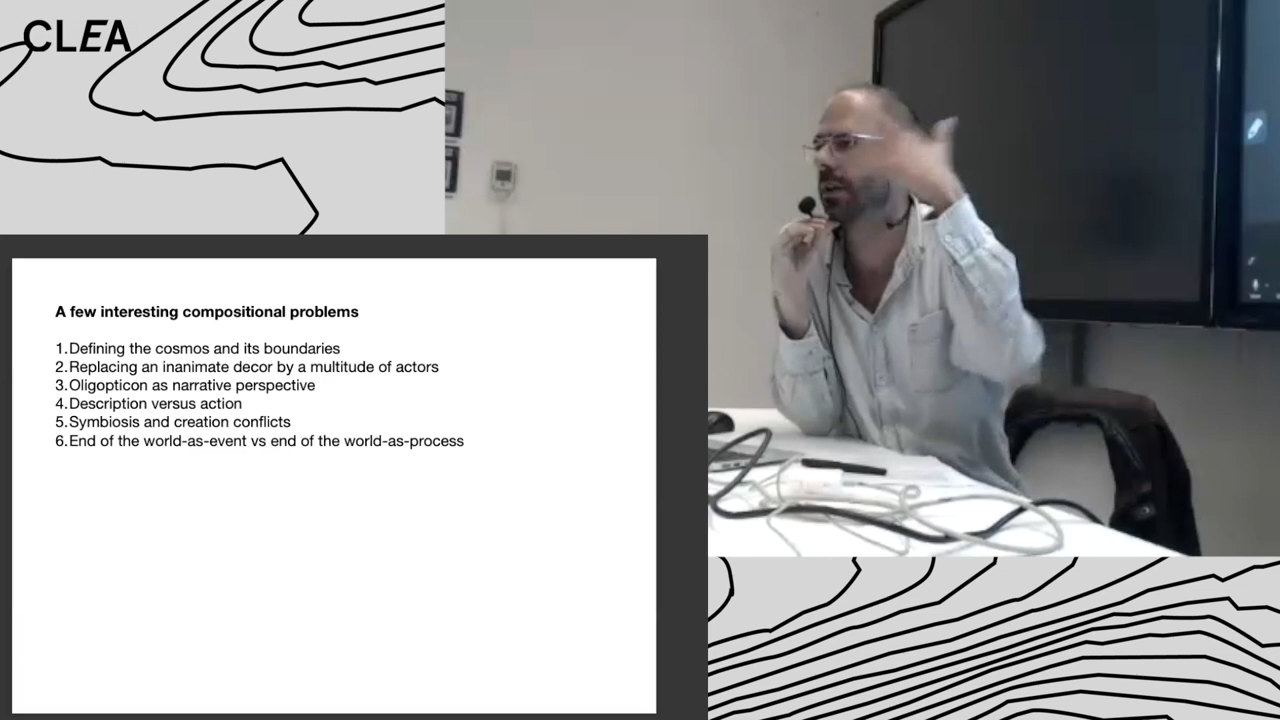 CLEA
A few interesting compositional problems
1.Defining the cosmos and its boundaries
2.Replacing an inanimate decor by a multitude of actors
3.Oligopticon as narrative perspective
4.Description versus action
5.Symbiosis and creation conflicts
6.End of the world-as-event vs end of the world-as-process